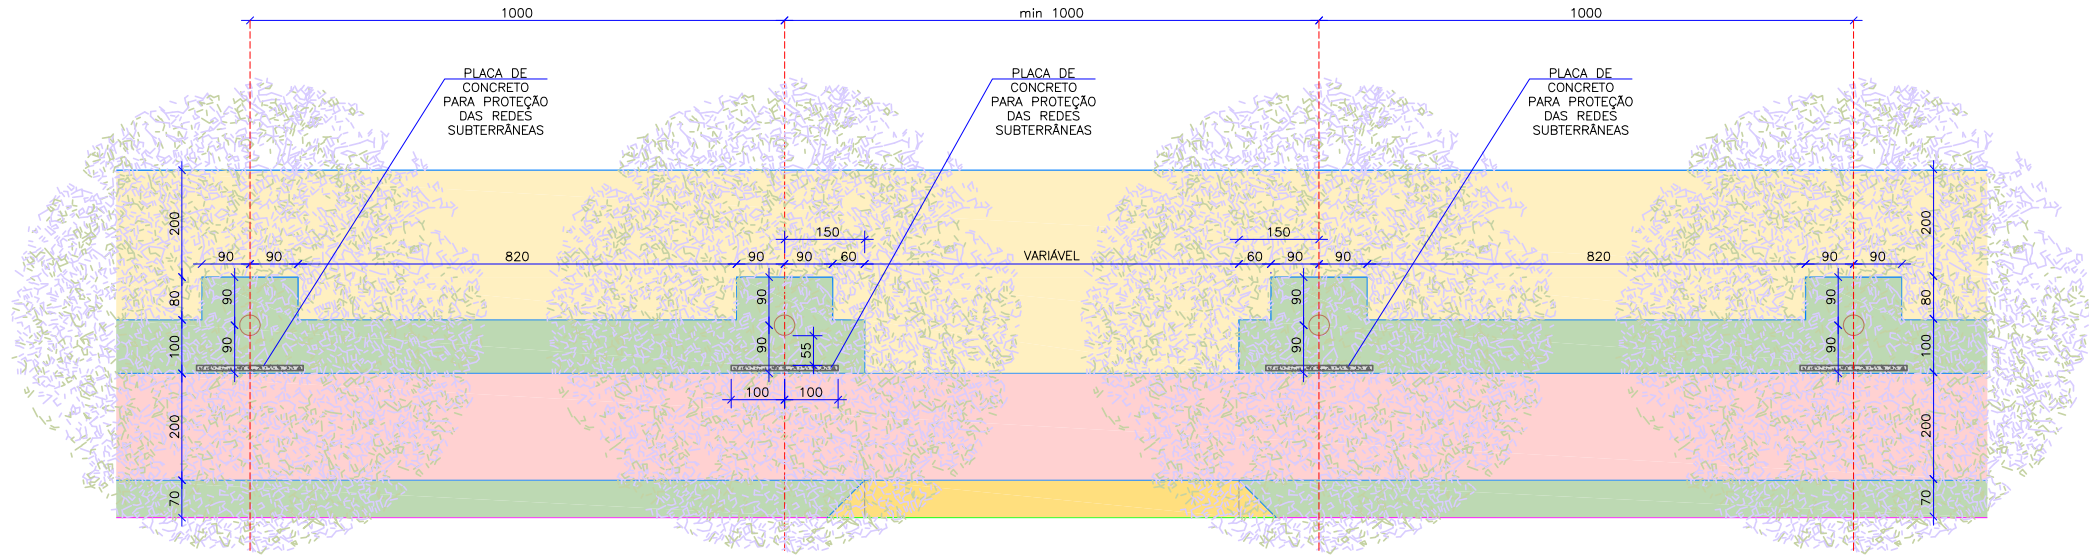 1000
min 1000
1000
PLACA DE
CONCRETO
PARA PROTEÇÃO
DAS REDES
SUBTERRÂNEAS
PLACA DE
CONCRETO
PARA PROTEÇÃO
DAS REDES
SUBTERRÂNEAS
PLACA DE
CONCRETO
PARA PROTEÇÃO
DAS REDES
SUBTERRÂNEAS
200
150
150
200
90
90
820
90
90
60
VARIÁVEL
60
90
90
820
90
90
80
90
90
90
90
80
100
90
90
55
90
90
100
100
100
200
200
70
70